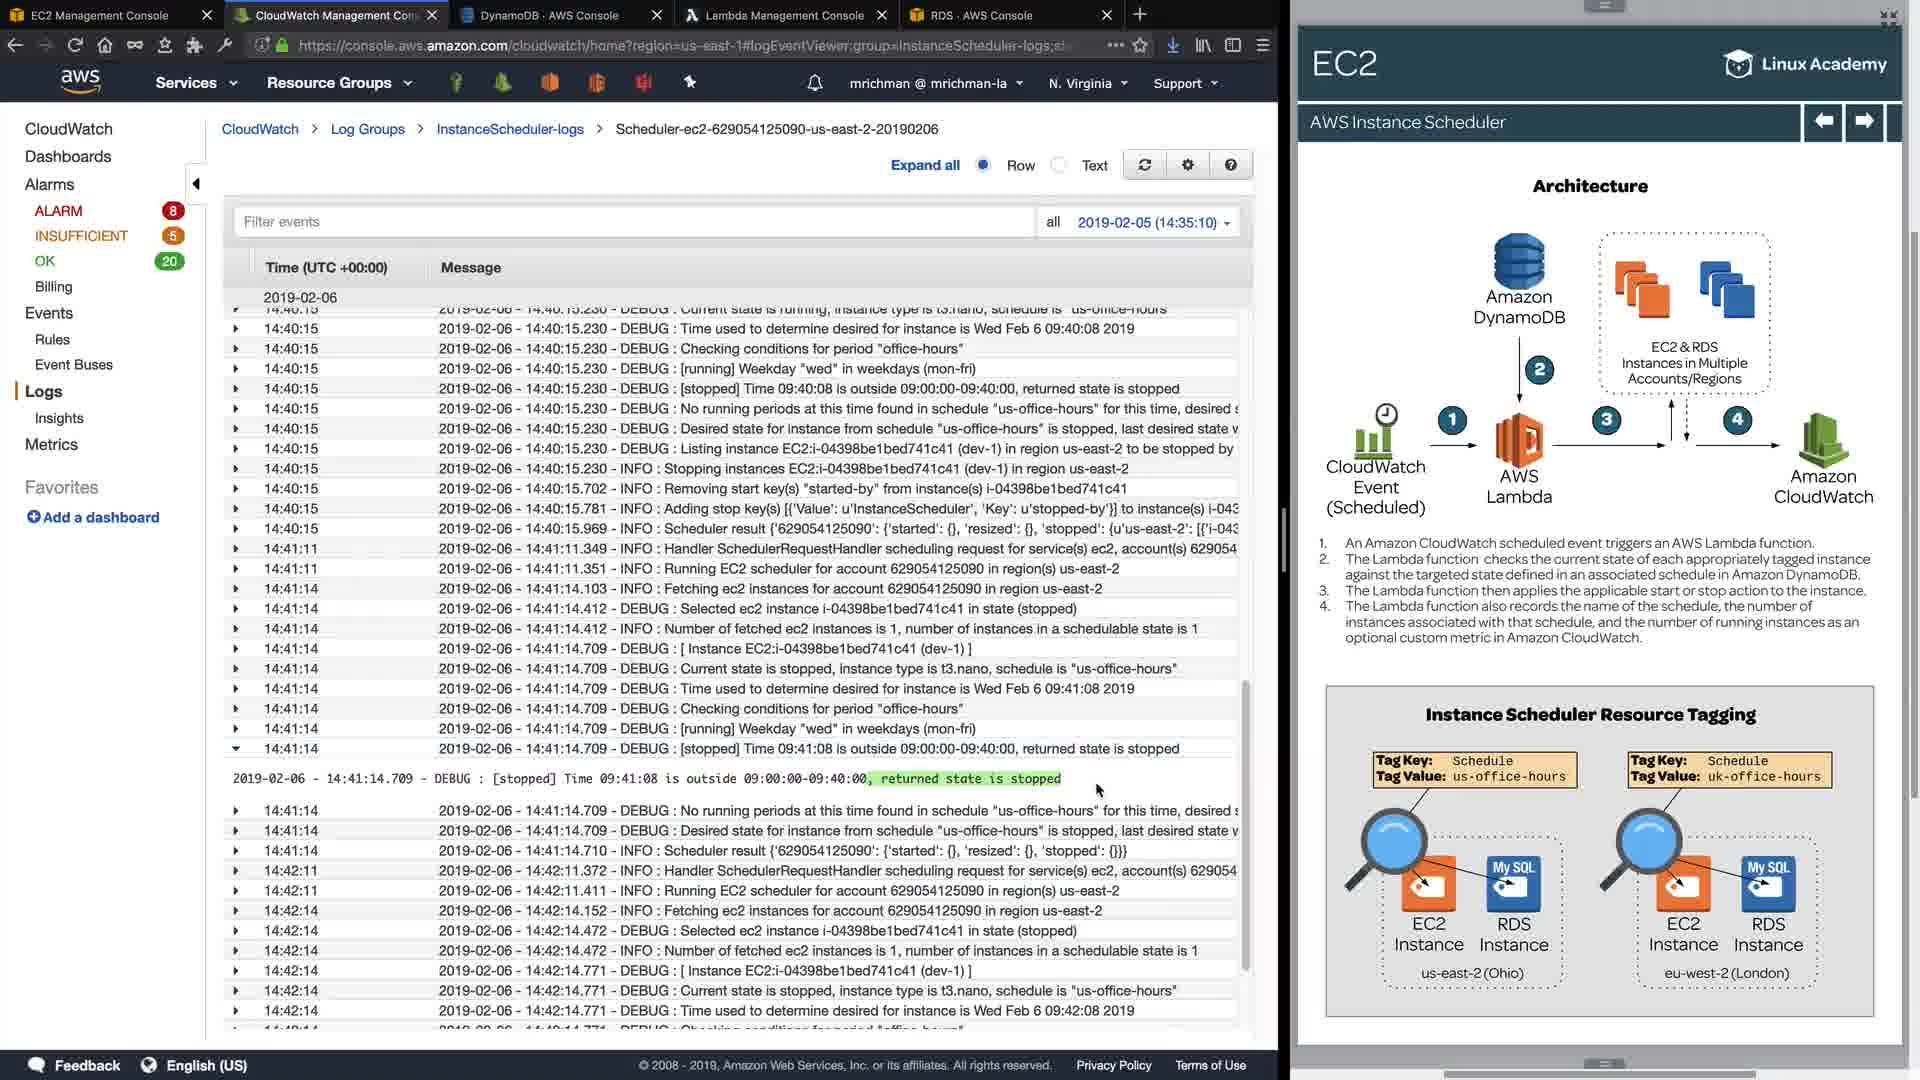 EC2 Management Console
CloudWatch Management Con
DynamoDB · AWS Console
Lambda Management Console
RDS · AWS Console
https://console.aws.amazon.com/cloudwatch/home?region=us-east-1#logEventViewer:group=InstanceScheduler-logs;st
aws
Services
Resource Groups
mrichman @ mrichman-la
N. Virginia
Support
CloudWatch
Dashboards
Alarms
ALARM 8
INSUFFICIENT 5
OK 20
Billing
Events
Rules
Event Buses
Logs
Insights
Metrics
Favorites
Add a dashboard
CloudWatch > Log Groups > InstanceScheduler-logs > Scheduler-ec2-629054125090-us-east-2-20190206
Expand all Row Text
Filter events
all 2019-02-05 (14:35:10)
Time (UTC +00:00) Message
2019-02-06
14:40:15 2019-02-06 - 14:40:15.230 - DEBUG : Current state is running, instance type is t3.nano, schedule is "us-office-hours"
14:40:15 2019-02-06 - 14:40:15.230 - DEBUG : Time used to determine desired for instance is Wed Feb 6 09:40:08 2019
14:40:15 2019-02-06 - 14:40:15.230 - DEBUG : Checking conditions for period "office-hours"
14:40:15 2019-02-06 - 14:40:15.230 - DEBUG : [running] Weekday "wed" in weekdays (mon-fri)
14:40:15 2019-02-06 - 14:40:15.230 - DEBUG : [stopped] Time 09:40:08 is outside 09:00:00-09:40:00, returned state is stopped
14:40:15 2019-02-06 - 14:40:15.230 - DEBUG : No running periods at this time found in schedule "us-office-hours" for this time, desired s
14:40:15 2019-02-06 - 14:40:15.230 - DEBUG : Desired state for instance from schedule "us-office-hours" is stopped, last desired state w
14:40:15 2019-02-06 - 14:40:15.230 - DEBUG : Listing instance EC2:i-04398be1bed741c41 (dev-1) in region us-east-2 to be stopped by
14:40:15 2019-02-06 - 14:40:15.230 - INFO : Stopping instances EC2:i-04398be1bed741c41 (dev-1) in region us-east-2
14:40:15 2019-02-06 - 14:40:15.702 - INFO : Removing start key(s) "started-by" from instance(s) i-04398be1bed741c41
14:40:15 2019-02-06 - 14:40:15.781 - INFO : Adding stop key(s) [{'Value': u'InstanceScheduler', 'Key': u'stopped-by'}] to instance(s) i-043
14:40:15 2019-02-06 - 14:40:15.969 - INFO : Scheduler result {'629054125090': {'started': {}, 'resized': {}, 'stopped': {u'us-east-2': [{'i-043
14:41:11 2019-02-06 - 14:41:11.349 - INFO : Handler SchedulerRequestHandler scheduling request for service(s) ec2, account(s) 629054
14:41:11 2019-02-06 - 14:41:11.351 - INFO : Running EC2 scheduler for account 629054125090 in region(s) us-east-2
14:41:14 2019-02-06 - 14:41:14.103 - INFO : Fetching ec2 instances for account 629054125090 in region us-east-2
14:41:14 2019-02-06 - 14:41:14.412 - DEBUG : Selected ec2 instance i-04398be1bed741c41 in state (stopped)
14:41:14 2019-02-06 - 14:41:14.412 - INFO : Number of fetched ec2 instances is 1, number of instances in a schedulable state is 1
14:41:14 2019-02-06 - 14:41:14.709 - DEBUG : [ Instance EC2:i-04398be1bed741c41 (dev-1) ]
14:41:14 2019-02-06 - 14:41:14.709 - DEBUG : Current state is stopped, instance type is t3.nano, schedule is "us-office-hours"
14:41:14 2019-02-06 - 14:41:14.709 - DEBUG : Time used to determine desired for instance is Wed Feb 6 09:41:08 2019
14:41:14 2019-02-06 - 14:41:14.709 - DEBUG : Checking conditions for period "office-hours"
14:41:14 2019-02-06 - 14:41:14.709 - DEBUG : [running] Weekday "wed" in weekdays (mon-fri)
14:41:14 2019-02-06 - 14:41:14.709 - DEBUG : [stopped] Time 09:41:08 is outside 09:00:00-09:40:00, returned state is stopped
2019-02-06 - 14:41:14.709 - DEBUG : [stopped] Time 09:41:08 is outside 09:00:00-09:40:00, returned state is stopped
14:41:14 2019-02-06 - 14:41:14.709 - DEBUG : No running periods at this time found in schedule "us-office-hours" for this time, desired s
14:41:14 2019-02-06 - 14:41:14.709 - DEBUG : Desired state for instance from schedule "us-office-hours" is stopped, last desired state w
14:41:14 2019-02-06 - 14:41:14.710 - INFO : Scheduler result {'629054125090': {'started': {}, 'resized': {}, 'stopped': {}}}
14:42:11 2019-02-06 - 14:42:11.372 - INFO : Handler SchedulerRequestHandler scheduling request for service(s) ec2, account(s) 629054
14:42:11 2019-02-06 - 14:42:11.411 - INFO : Running EC2 scheduler for account 629054125090 in region(s) us-east-2
14:42:14 2019-02-06 - 14:42:14.152 - INFO : Fetching ec2 instances for account 629054125090 in region us-east-2
14:42:14 2019-02-06 - 14:42:14.472 - DEBUG : Selected ec2 instance i-04398be1bed741c41 in state (stopped)
14:42:14 2019-02-06 - 14:42:14.472 - INFO : Number of fetched ec2 instances is 1, number of instances in a schedulable state is 1
14:42:14 2019-02-06 - 14:42:14.771 - DEBUG : [ Instance EC2:i-04398be1bed741c41 (dev-1) ]
14:42:14 2019-02-06 - 14:42:14.771 - DEBUG : Current state is stopped, instance type is t3.nano, schedule is "us-office-hours"
14:42:14 2019-02-06 - 14:42:14.771 - DEBUG : Time used to determine desired for instance is Wed Feb 6 09:42:08 2019
14:42:14 2019-02-06 - 14:42:14.771 - DEBUG : Checking conditions for period "office-hours"
Feedback
English (US)
© 2008 - 2019, Amazon Web Services, Inc. or its affiliates. All rights reserved.
Privacy Policy
Terms of Use
EC2
Linux Academy
AWS Instance Scheduler
Architecture
Amazon
DynamoDB
EC2 & RDS
Instances in Multiple
Accounts/Regions
2
1
3
4
CloudWatch
Event
(Scheduled)
AWS
Lambda
Amazon
CloudWatch
1. An Amazon CloudWatch scheduled event triggers an AWS Lambda function.
2. The Lambda function checks the current state of each appropriately tagged instance
against the targeted state defined in an associated schedule in Amazon DynamoDB.
3. The Lambda function then applies the applicable start or stop action to the instance.
4. The Lambda function also records the name of the schedule, the number of
instances associated with that schedule, and the number of running instances as an
optional custom metric in Amazon CloudWatch.
Instance Scheduler Resource Tagging
Tag Key: Schedule
Tag Value: us-office-hours
Tag Key: Schedule
Tag Value: uk-office-hours
My SQL
My SQL
EC2
Instance
RDS
Instance
EC2
Instance
RDS
Instance
us-east-2 (Ohio)
eu-west-2 (London)